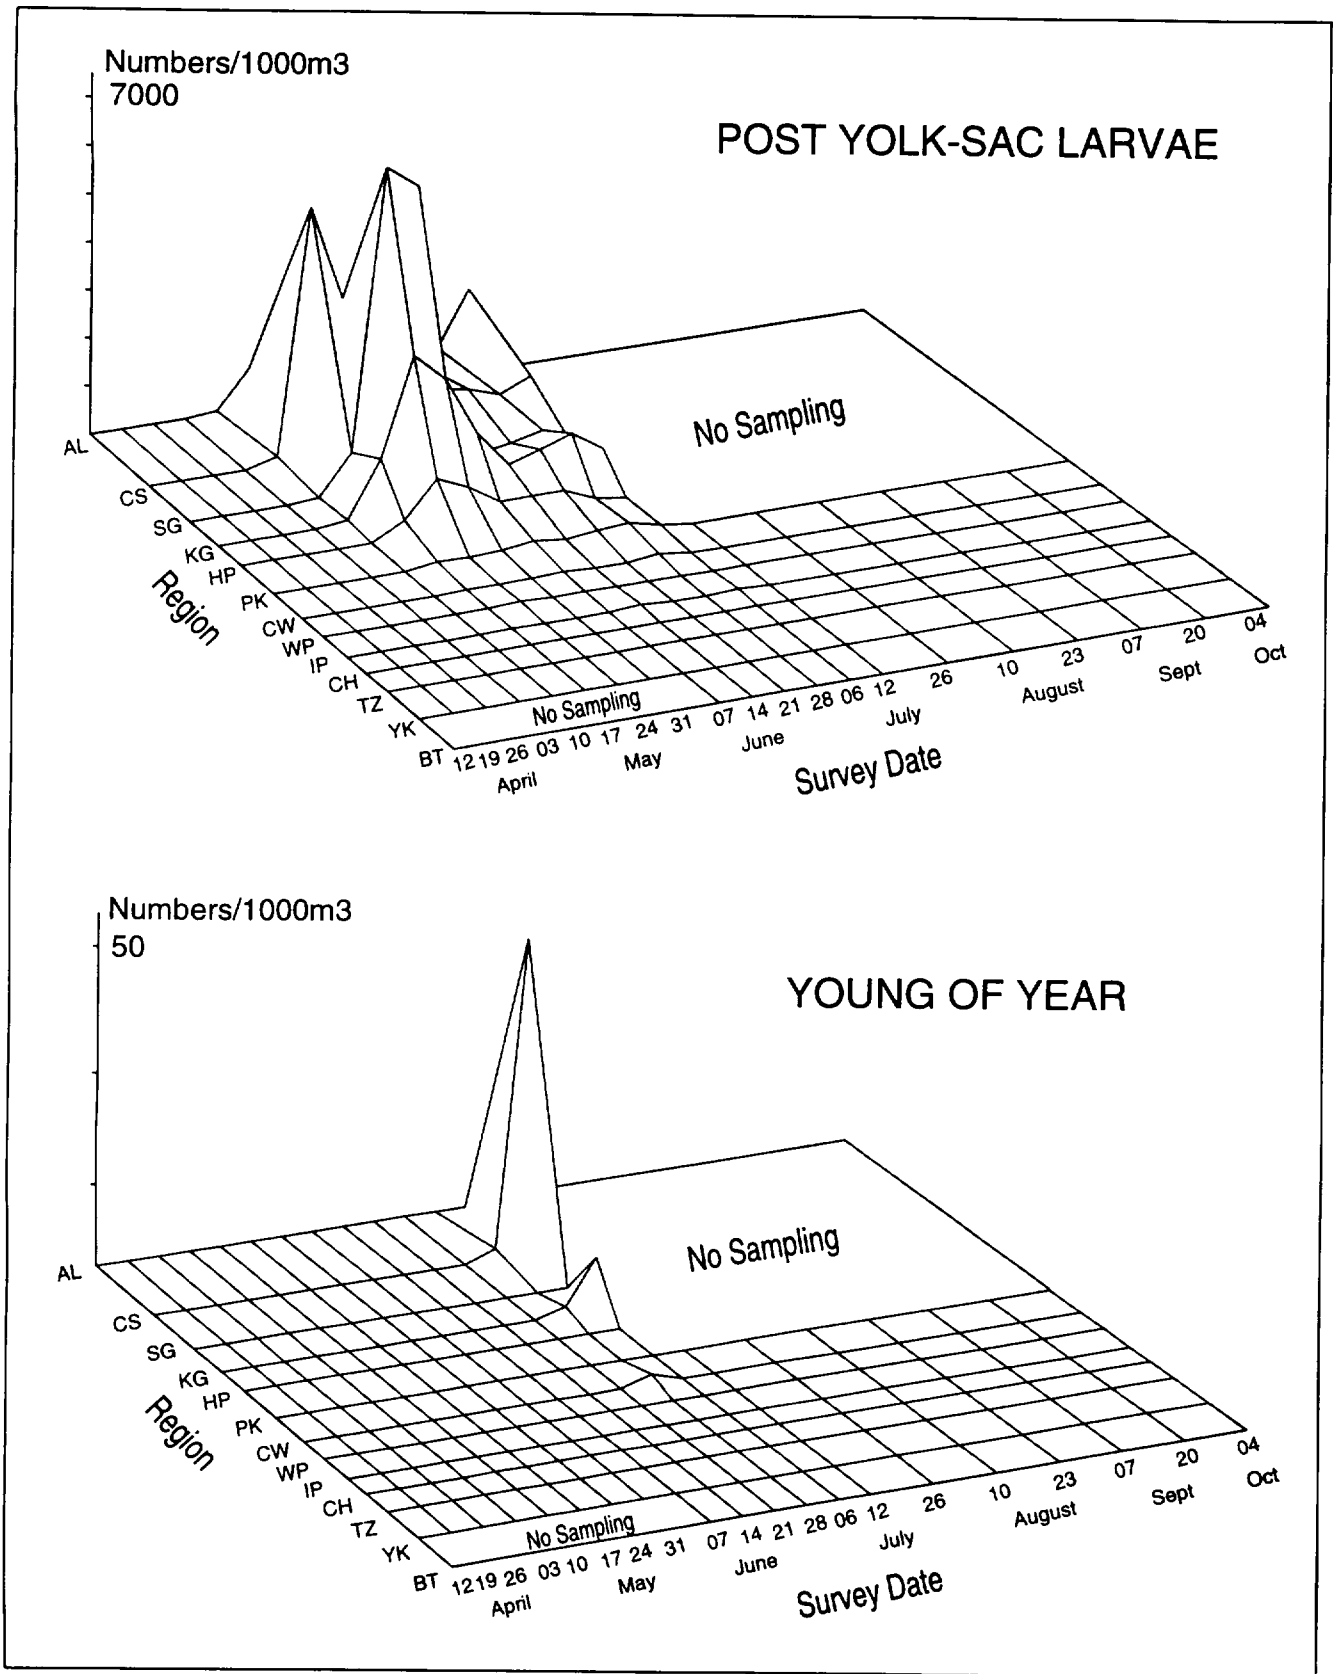 Numbers/1000m3
7000
POST YOLK-SAC LARVAE
No Sampling
AL
CS
SG
KG
HP
PK
CW
WP
IP
CH
TZ
YK
BT
Region
No Sampling
12 19 26 03 10 17 24 31 07 14 21 28 06 12 26 10 23 07 20 04
April May June July August Sept Oct
Survey Date
Numbers/1000m3
50
YOUNG OF YEAR
No Sampling
AL
CS
SG
KG
HP
PK
CW
WP
IP
CH
TZ
YK
BT
Region
No Sampling
12 19 26 03 10 17 24 31 07 14 21 28 06 12 26 10 23 07 20 04
April May June July August Sept Oct
Survey Date